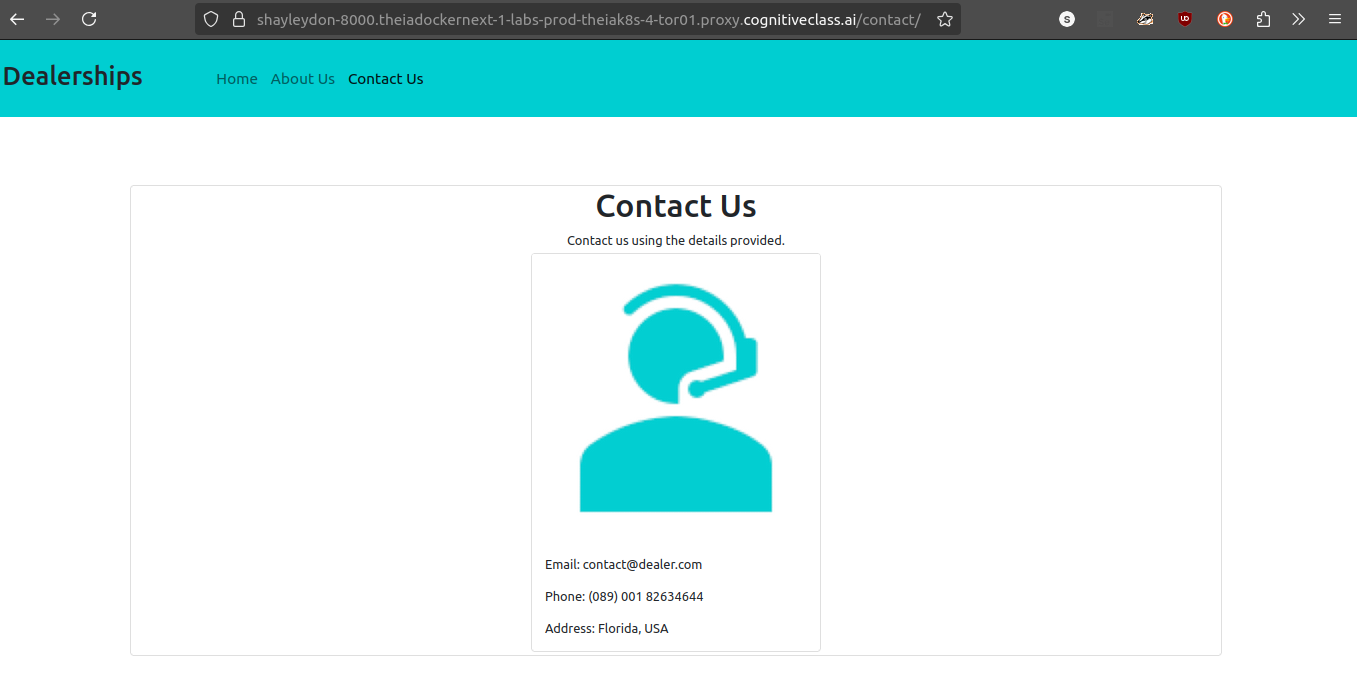 shayleydon-8000.theiadockernext-1-labs-prod-theiak8s-4-tor01.proxy.cognitiveclass.ai/contact/
S
UD
Dealerships
Home About Us Contact Us
Contact Us
Contact us using the details provided.
Email: contact@dealer.com
Phone: (089) 001 82634644
Address: Florida, USA